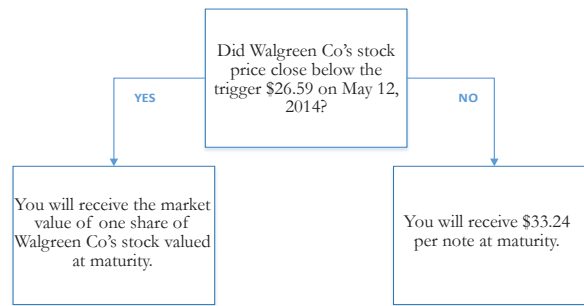 Did Walgreen Co's stock
price close below the
trigger $26.59 on May 12,
2014?
YES
NO
You will receive the market
value of one share of
Walgreen Co's stock valued
at maturity.
You will receive $33.24
per note at maturity.